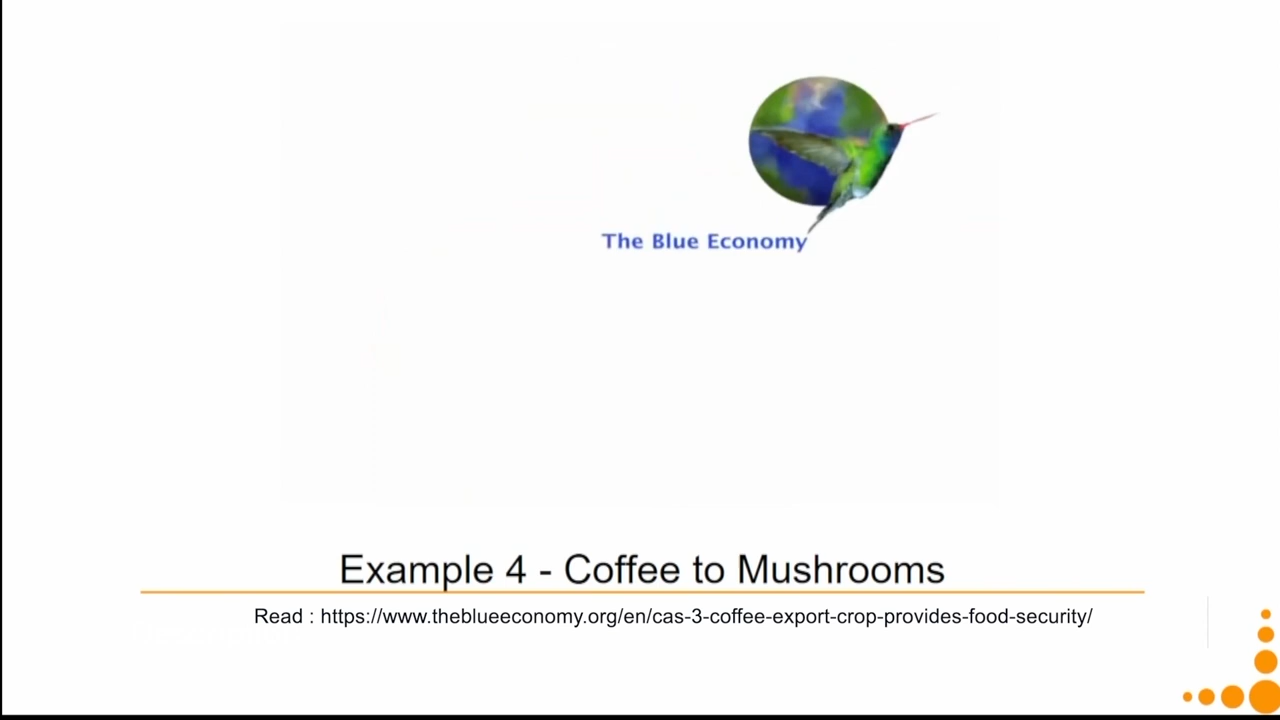 The Blue Economy
Example 4 - Coffee to Mushrooms
Read : https://www.theblueeconomy.org/en/cas-3-coffee-export-crop-provides-food-security/